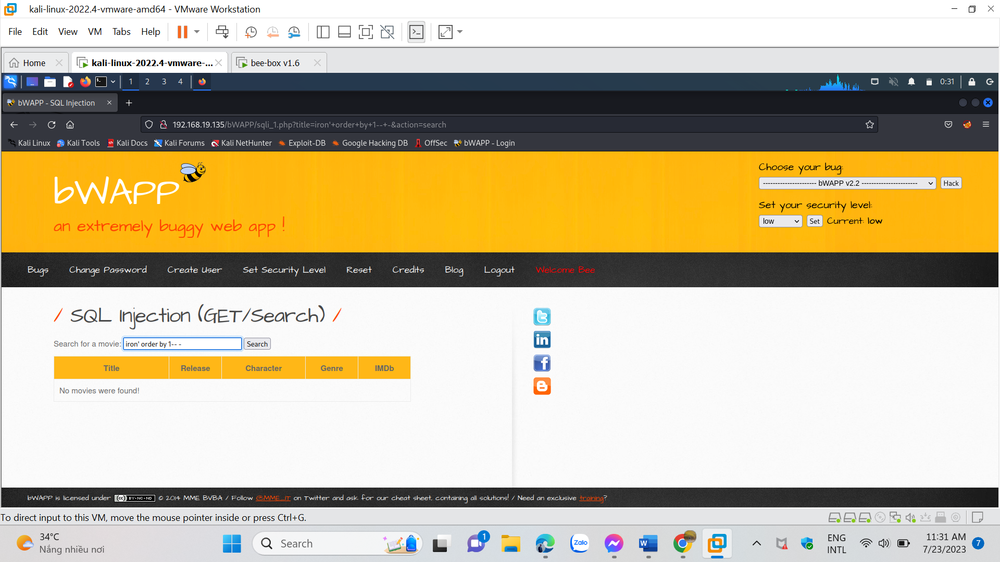 kali-linux-2022.4-vmware-amd64 - VMware Workstation
File Edit View VM Tabs Help
Home kali-linux-2022.4-vmware-... bee-box v1.6
1 2 3 4 0:31
bWAPP - SQL Injection
192.168.19.135/bWAPP/sqli_1.php?title=iron'+order+by+1--+-&action=search
Kali Linux Kali Tools Kali Docs Kali Forums Kali NetHunter Exploit-DB Google Hacking DB OffSec bWAPP - Login
Choose your bug:
---------------------- bWAPP v2.2 ----------------------- Hack
bWAPP
Set your security level:
low Set Current: low
an extremely buggy web app !
Bugs Change Password Create User Set Security Level Reset Credits Blog Logout Welcome Bee
/ SQL Injection (GET/Search) /
Search for a movie: iron' order by 1-- - Search
Title Release Character Genre IMDb
No movies were found!
bWAPP is licensed under (cc) BY-NC-ND © 2014 MME BVBA / Follow @MME_IT on Twitter and ask for our cheat sheet, containing all solutions! / Need an exclusive training?
To direct input to this VM, move the mouse pointer inside or press Ctrl+G.
34°C
Nắng nhiều nơi
Search
1
Zalo
ENG
INTL
11:31 AM
7/23/2023
7